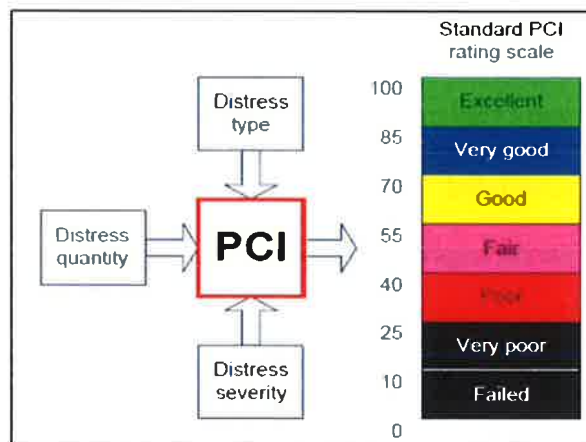 Standard PCI
rating scale
Distress
type
Distress
quantity
PCI
Distress
severity
100
Excellent
85
Very good
70
Good
55
Fair
40
Poor
25
Very poor
10
Failed
0